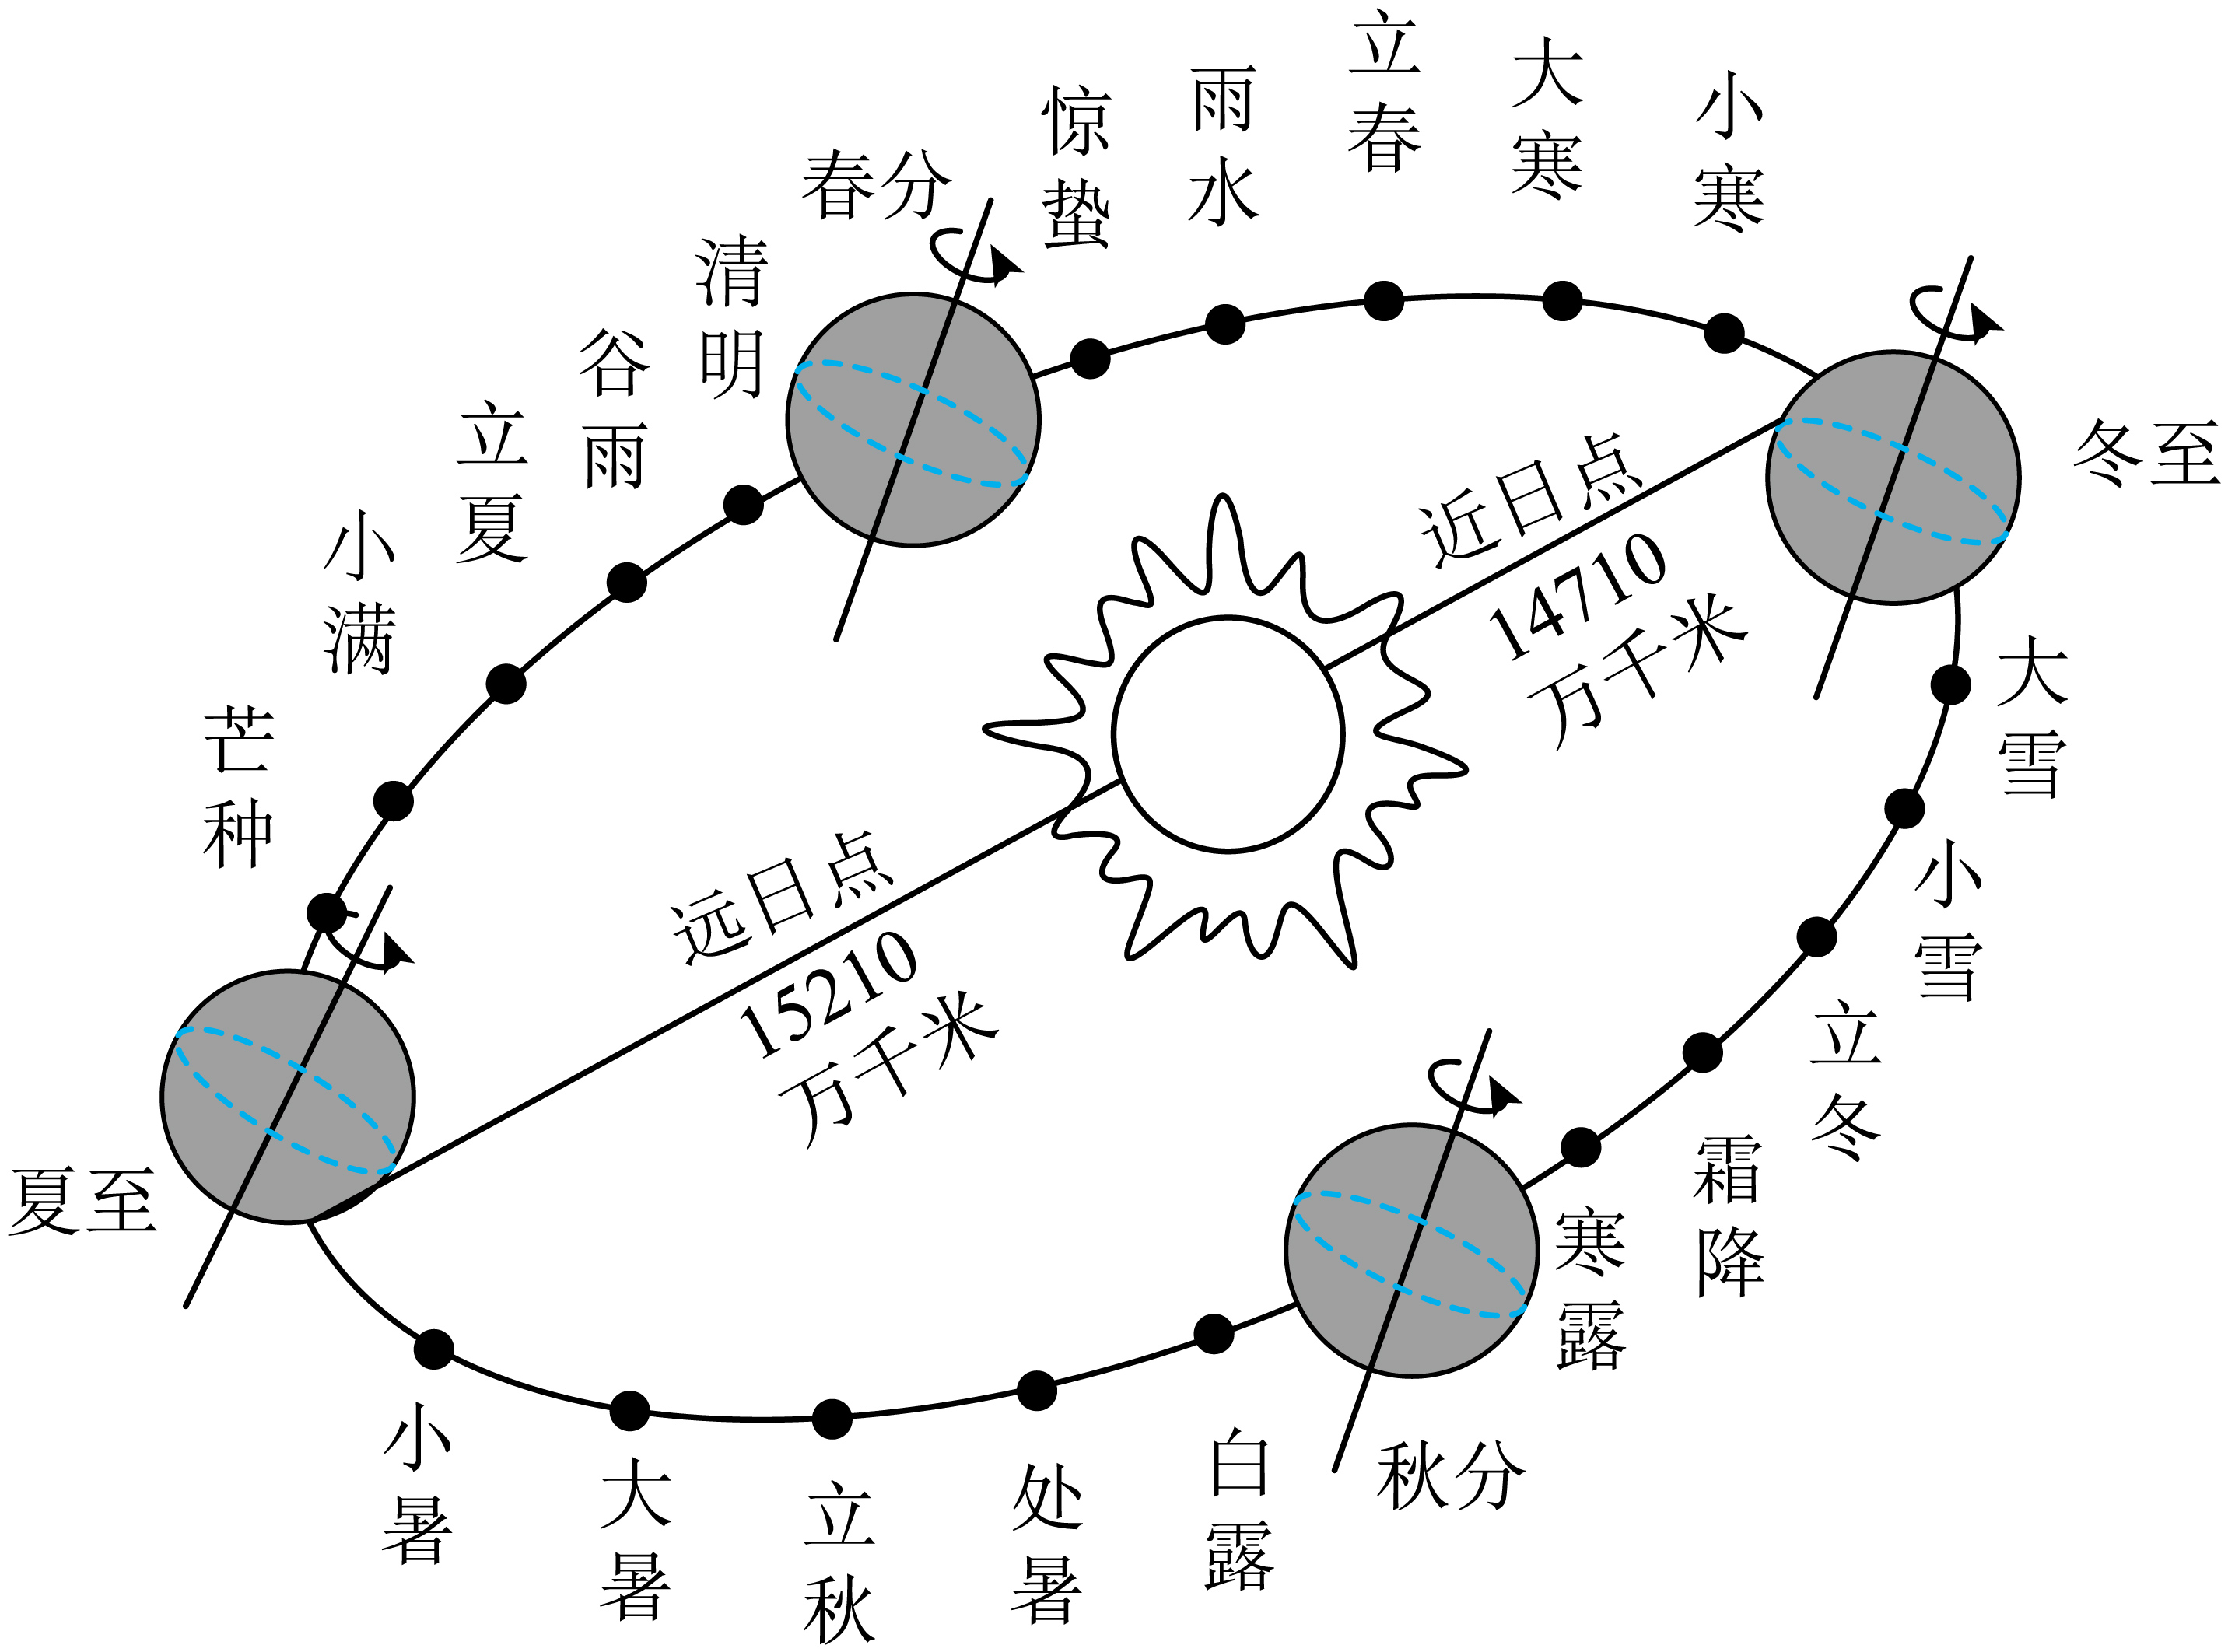 春分
惊蛰
雨水
立春
大寒
小寒
冬至
大雪
小雪
立冬
霜降
寒露
秋分
白露
处暑
立秋
大暑
小暑
夏至
芒种
小满
立夏
谷雨
清明
近日点
14710
万千米
远日点
15210
万千米